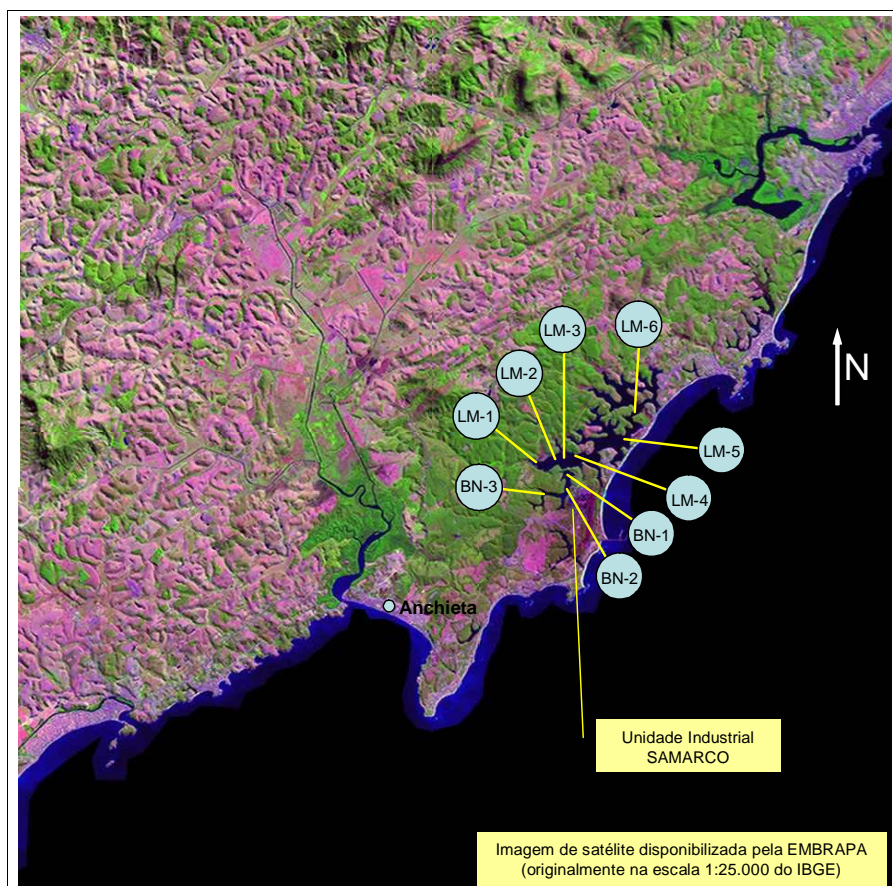 LM-3
LM-6
LM-2
LM-1
N
LM-5
BN-3
LM-4
BN-1
BN-2
Anchieta
Unidade Industrial
SAMARCO
Imagem de satélite disponibilizada pela EMBRAPA
(originalmente na escala 1:25.000 do IBGE)